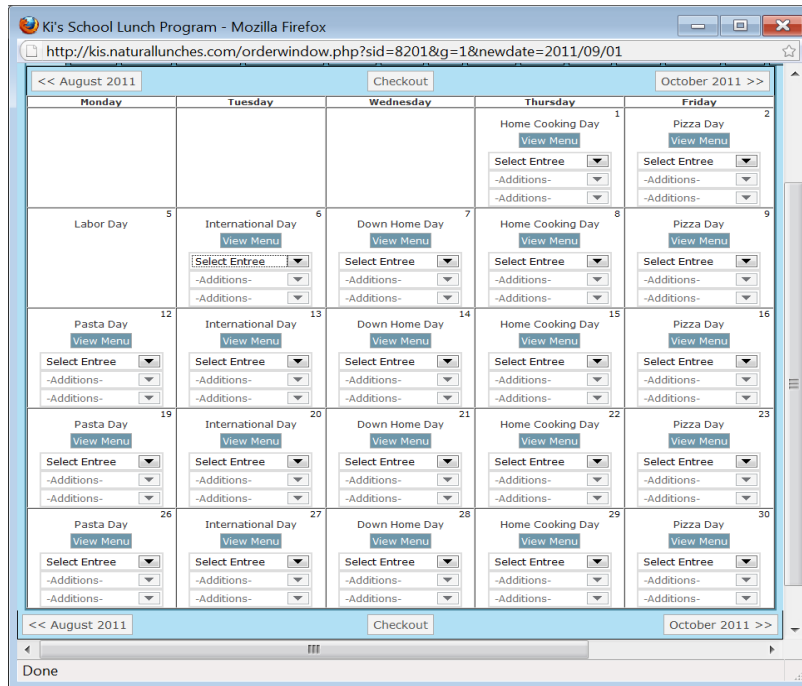 Ki's School Lunch Program - Mozilla Firefox
http://kis.naturallunches.com/orderwindow.php?sid=8201&g=1&newdate=2011/09/01
<< August 2011 Checkout October 2011 >>
Monday Tuesday Wednesday Thursday Friday
1 2
Home Cooking Day Pizza Day
View Menu View Menu
Select Entree Select Entree
-Additions- -Additions-
-Additions- -Additions-
5 6 7 8 9
Labor Day International Day Down Home Day Home Cooking Day Pizza Day
View Menu View Menu View Menu View Menu
Select Entree Select Entree Select Entree Select Entree
-Additions- -Additions- -Additions- -Additions-
-Additions- -Additions- -Additions- -Additions-
12 13 14 15 16
Pasta Day International Day Down Home Day Home Cooking Day Pizza Day
View Menu View Menu View Menu View Menu View Menu
Select Entree Select Entree Select Entree Select Entree Select Entree
-Additions- -Additions- -Additions- -Additions- -Additions-
-Additions- -Additions- -Additions- -Additions- -Additions-
19 20 21 22 23
Pasta Day International Day Down Home Day Home Cooking Day Pizza Day
View Menu View Menu View Menu View Menu View Menu
Select Entree Select Entree Select Entree Select Entree Select Entree
-Additions- -Additions- -Additions- -Additions- -Additions-
-Additions- -Additions- -Additions- -Additions- -Additions-
26 27 28 29 30
Pasta Day International Day Down Home Day Home Cooking Day Pizza Day
View Menu View Menu View Menu View Menu View Menu
Select Entree Select Entree Select Entree Select Entree Select Entree
-Additions- -Additions- -Additions- -Additions- -Additions-
-Additions- -Additions- -Additions- -Additions- -Additions-
<< August 2011 Checkout October 2011 >>
Done